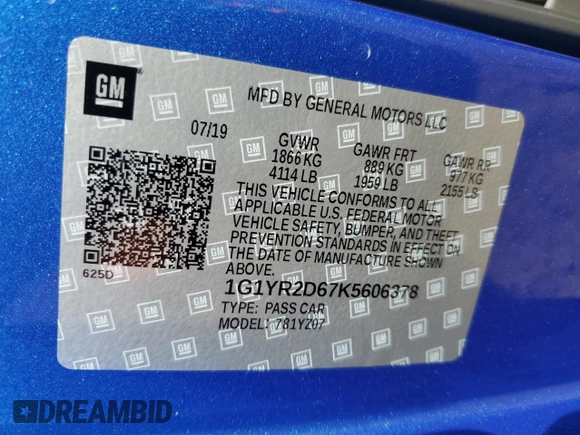 GM
MFD BY GENERAL MOTORS LLC
07/19
GVWR
1866 KG
4114 LB
GAWR FRT
889 KG
1959 LB
GAWR RR
977 KG
2155 LB
THIS VEHICLE CONFORMS TO ALL
APPLICABLE U.S. FEDERAL MOTOR
VEHICLE SAFETY, BUMPER, AND THEFT
PREVENTION STANDARDS IN EFFECT ON
THE DATE OF MANUFACTURE SHOWN
ABOVE.
625D
1G1YR2D67K5606378
TYPE: PASS CAR
MODEL: 781YZ07
DREAMBID